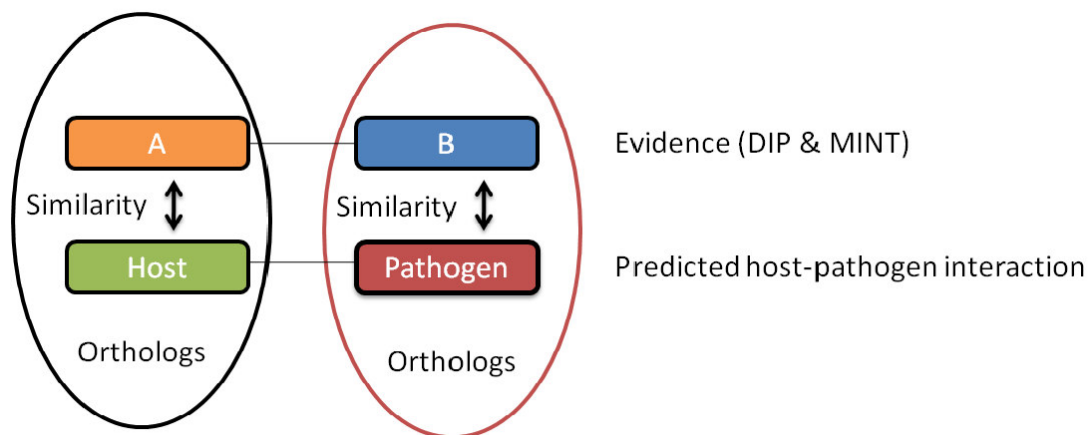 A
B
Evidence (DIP & MINT)
Similarity
Similarity
Host
Pathogen
Predicted host-pathogen interaction
Orthologs
Orthologs